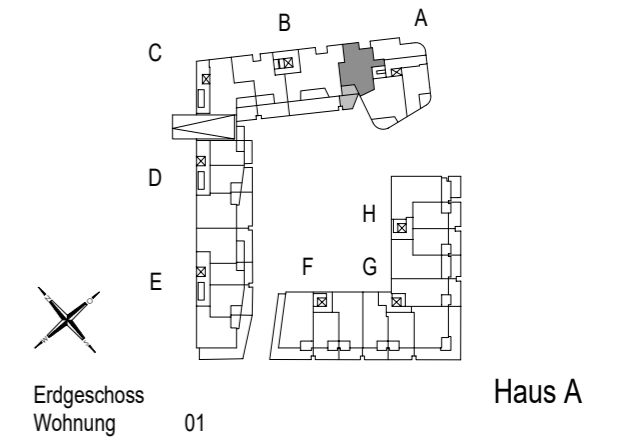 A
B
C
D
H
E
F G
N O
W S
Erdgeschoss
Wohnung 01
Haus A